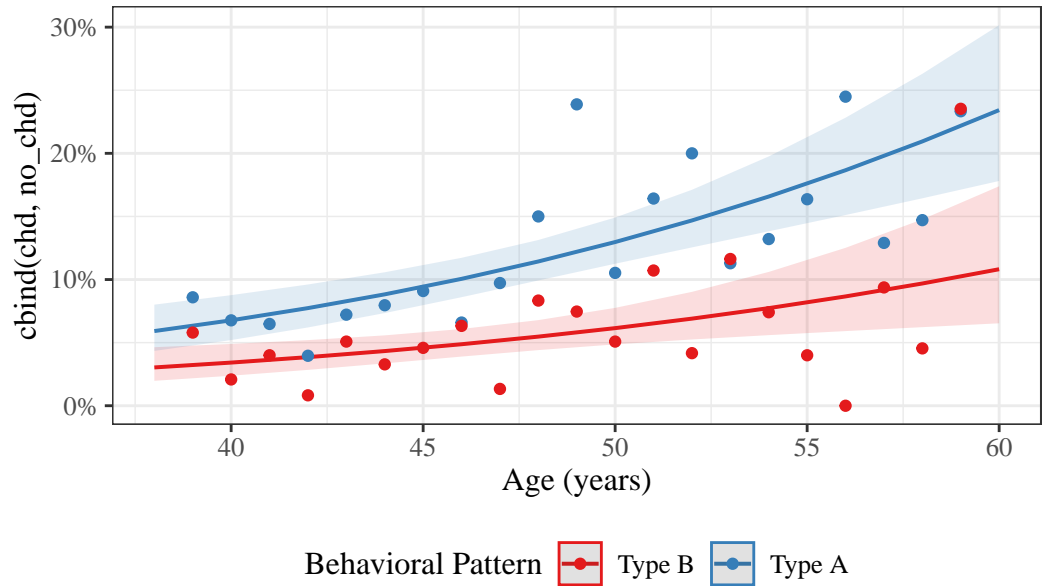 30%
20%
10%
0%
cbind(chd, no_chd)
40 45 50 55 60
Age (years)
Behavioral Pattern Type B Type A